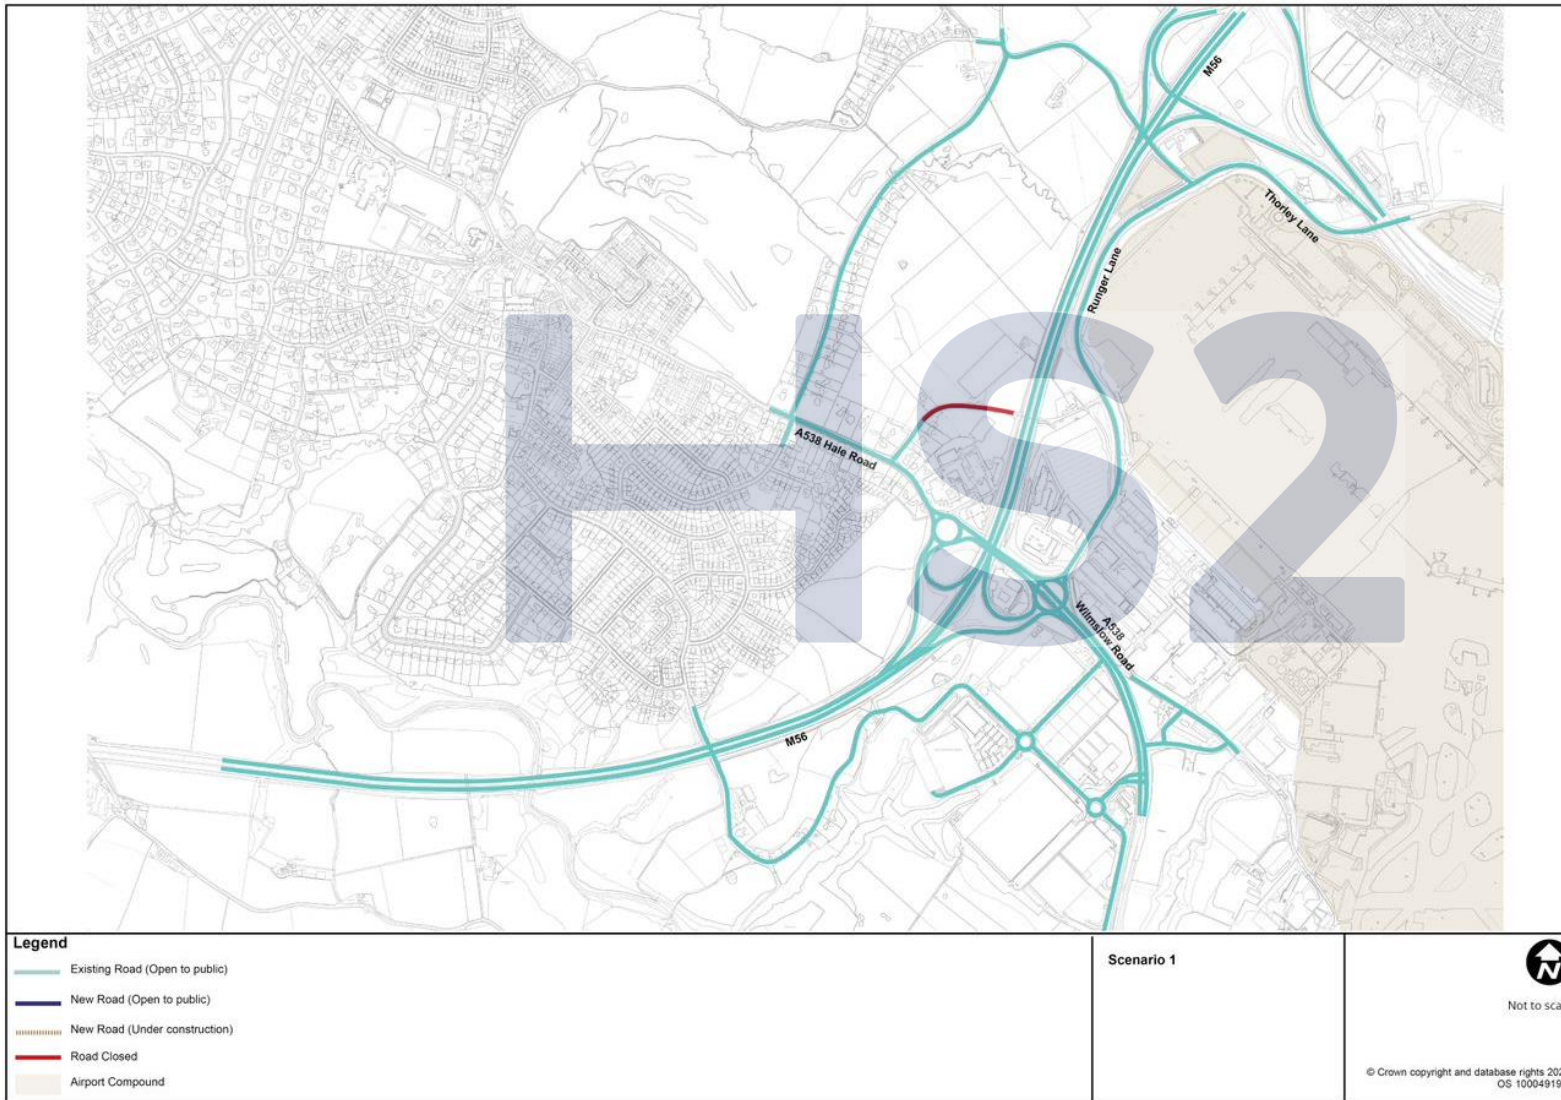 M56
Thorley Lane
Runger Lane
A538 Hale Road
A538
Wilmslow Road
M56
HS2
Legend
Existing Road (Open to public)
New Road (Open to public)
New Road (Under construction)
Road Closed
Airport Compound
Scenario 1
N
Not to sca
© Crown copyright and database rights 202
OS 10004919